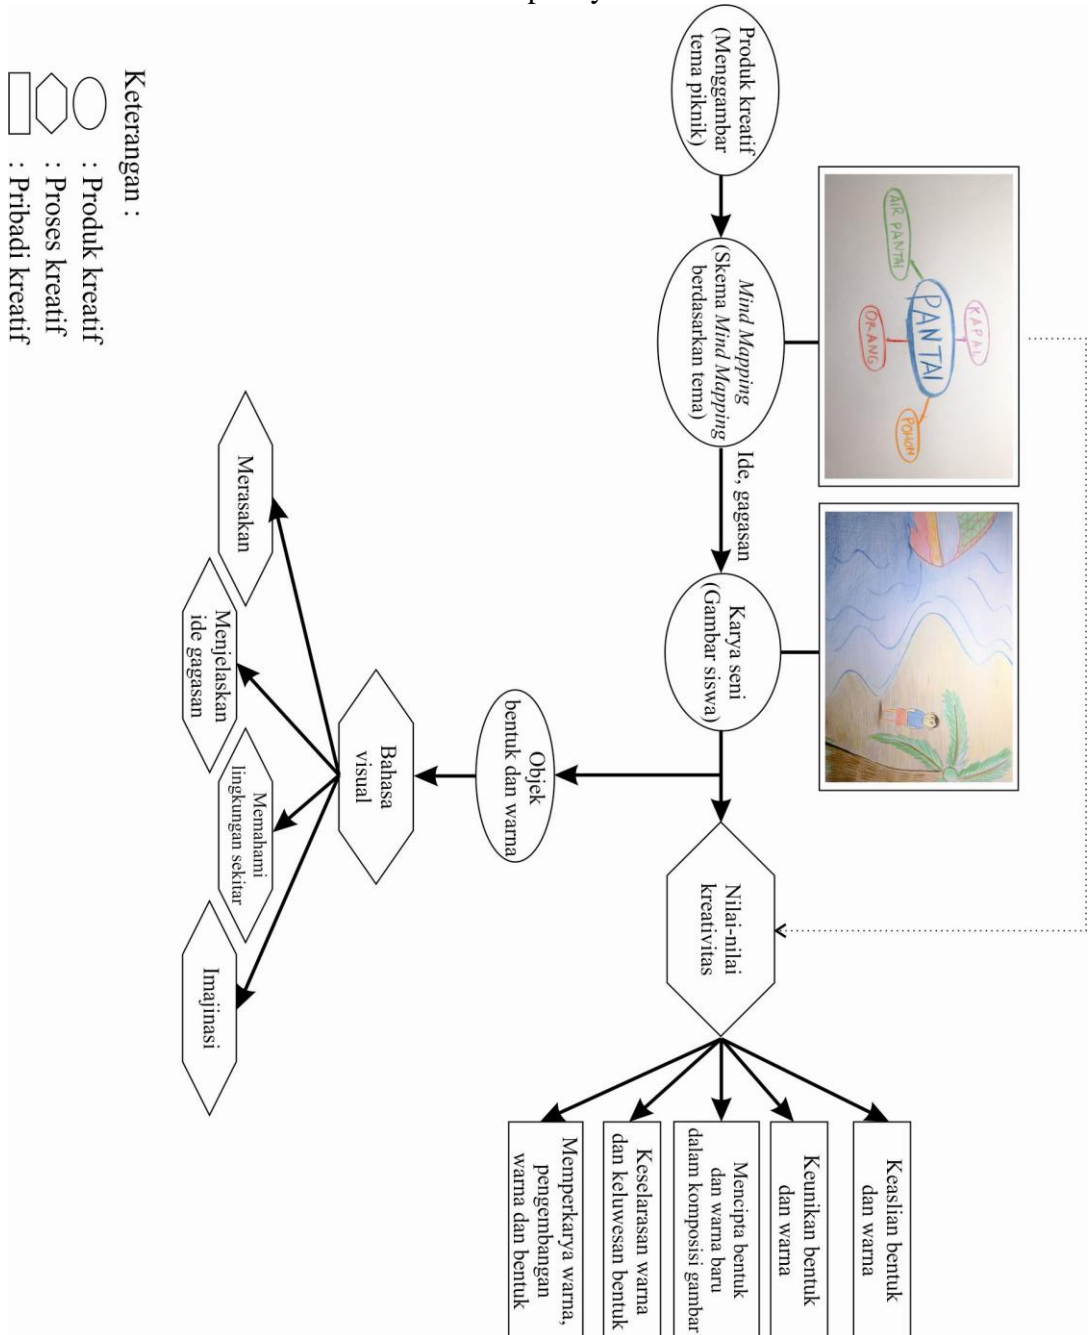 Produk kreatif
(Menggambar
tema piknik)
Mind Mapping
(Skema Mind Mapping
berdasarkan tema)
PANTAI
KAPAL
AIR PANTAI
ORANG
POHON
Ide, gagasan
Karya seni
(Gambar siswa)
Nilai-nilai
kreativitas
Keaslian bentuk
dan warna
Keunikan bentuk
dan warna
Mencipta bentuk
dan warna baru
dalam komposisi gambar
Keselarasan warna
dan keluwesan bentuk
Memperkarya warna,
pengembangan
warna dan bentuk
Objek
bentuk dan warna
Bahasa
visual
Merasakan
Menjelaskan
ide gagasan
Memahami
lingkungan sekitar
Imajinasi
Keterangan :
: Produk kreatif
: Proses kreatif
: Pribadi kreatif